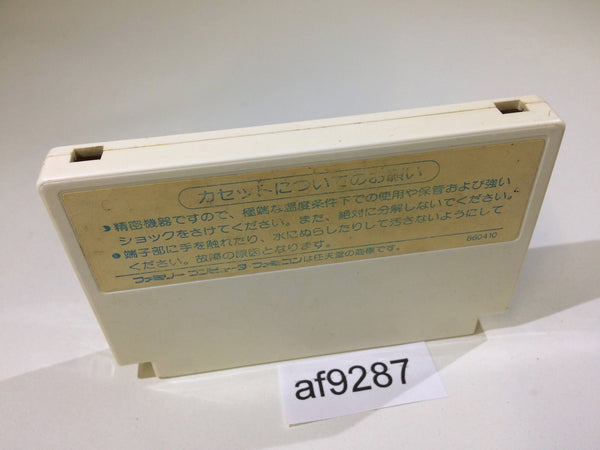 カセットについてのお願い
●精密機器ですので、極端な温度条件下での使用や保管および強い
ショックをさけてください。また、絶対に分解しないでください。
●端子部に手を触れたり、水にぬらしたりして汚さないようにして
ください。故障の原因となります。
ファミリーコンピュータ・ファミコンは任天堂の商標です。
860410
af9287